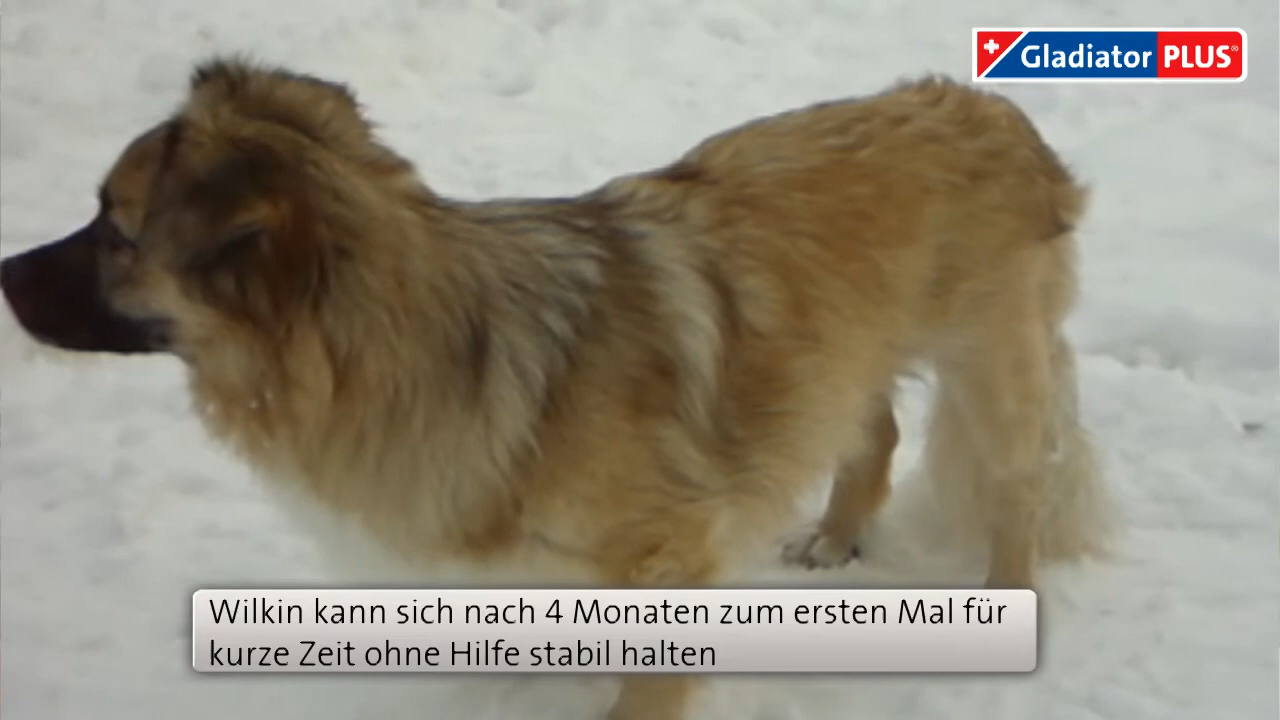 Gladiator PLUS®
Wilkin kann sich nach 4 Monaten zum ersten Mal für
kurze Zeit ohne Hilfe stabil halten